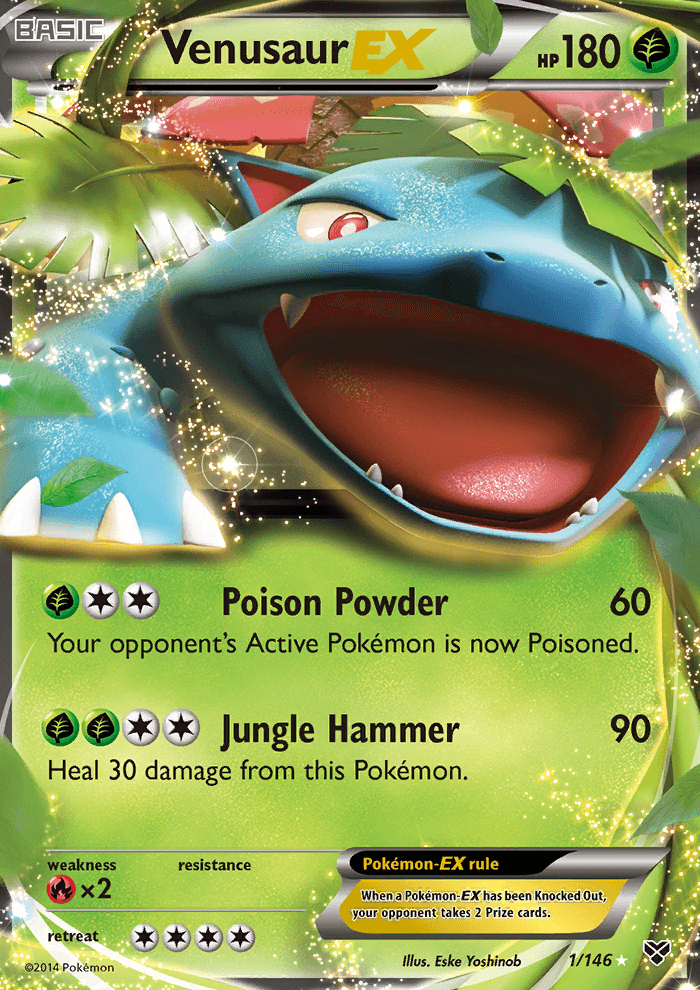 BASIC
Venusaur EX HP 180
Poison Powder 60
Your opponent's Active Pokémon is now Poisoned.
Jungle Hammer 90
Heal 30 damage from this Pokémon.
weakness resistance
×2
Pokémon-EX rule
When a Pokémon-EX has been Knocked Out,
your opponent takes 2 Prize cards.
retreat
©2014 Pokémon
Illus. Eske Yoshinob 1/146